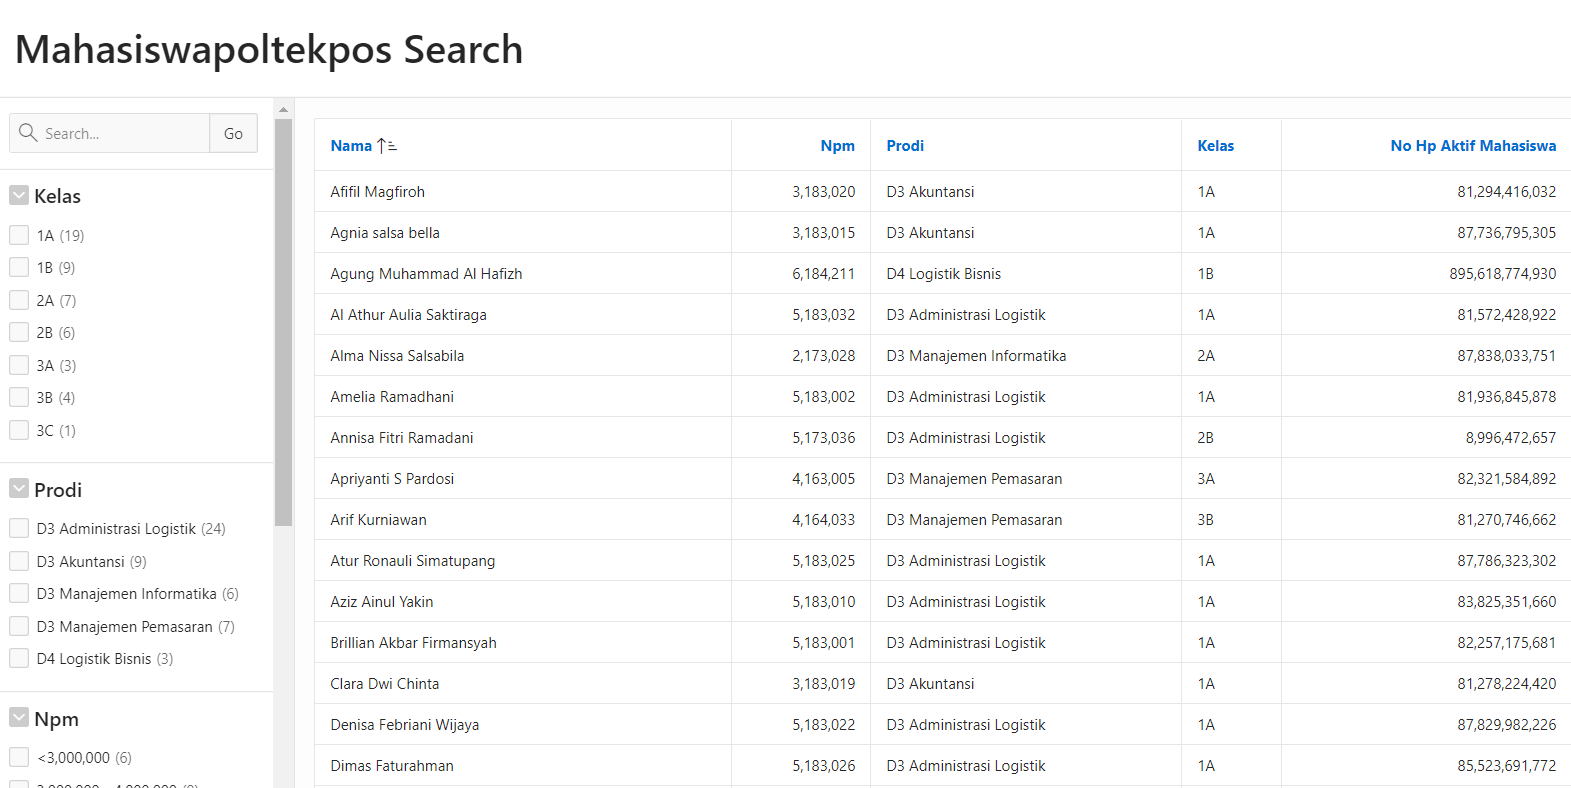 Mahasiswapoltekpos Search
Search...
Go
Kelas
1A (19)
1B (9)
2A (7)
2B (6)
3A (3)
3B (4)
3C (1)
Prodi
D3 Administrasi Logistik (24)
D3 Akuntansi (9)
D3 Manajemen Informatika (6)
D3 Manajemen Pemasaran (7)
D4 Logistik Bisnis (3)
Npm
<3,000,000 (6)
Nama Npm Prodi Kelas No Hp Aktif Mahasiswa
Afifil Magfiroh 3,183,020 D3 Akuntansi 1A 81,294,416,032
Agnia salsa bella 3,183,015 D3 Akuntansi 1A 87,736,795,305
Agung Muhammad Al Hafizh 6,184,211 D4 Logistik Bisnis 1B 895,618,774,930
Al Athur Aulia Saktiraga 5,183,032 D3 Administrasi Logistik 1A 81,572,428,922
Alma Nissa Salsabila 2,173,028 D3 Manajemen Informatika 2A 87,838,033,751
Amelia Ramadhani 5,183,002 D3 Administrasi Logistik 1A 81,936,845,878
Annisa Fitri Ramadani 5,173,036 D3 Administrasi Logistik 2B 8,996,472,657
Apriyanti S Pardosi 4,163,005 D3 Manajemen Pemasaran 3A 82,321,584,892
Arif Kurniawan 4,164,033 D3 Manajemen Pemasaran 3B 81,270,746,662
Atur Ronauli Simatupang 5,183,025 D3 Administrasi Logistik 1A 87,786,323,302
Aziz Ainul Yakin 5,183,010 D3 Administrasi Logistik 1A 83,825,351,660
Brillian Akbar Firmansyah 5,183,001 D3 Administrasi Logistik 1A 82,257,175,681
Clara Dwi Chinta 3,183,019 D3 Akuntansi 1A 81,278,224,420
Denisa Febriani Wijaya 5,183,022 D3 Administrasi Logistik 1A 87,829,982,226
Dimas Faturahman 5,183,026 D3 Administrasi Logistik 1A 85,523,691,772